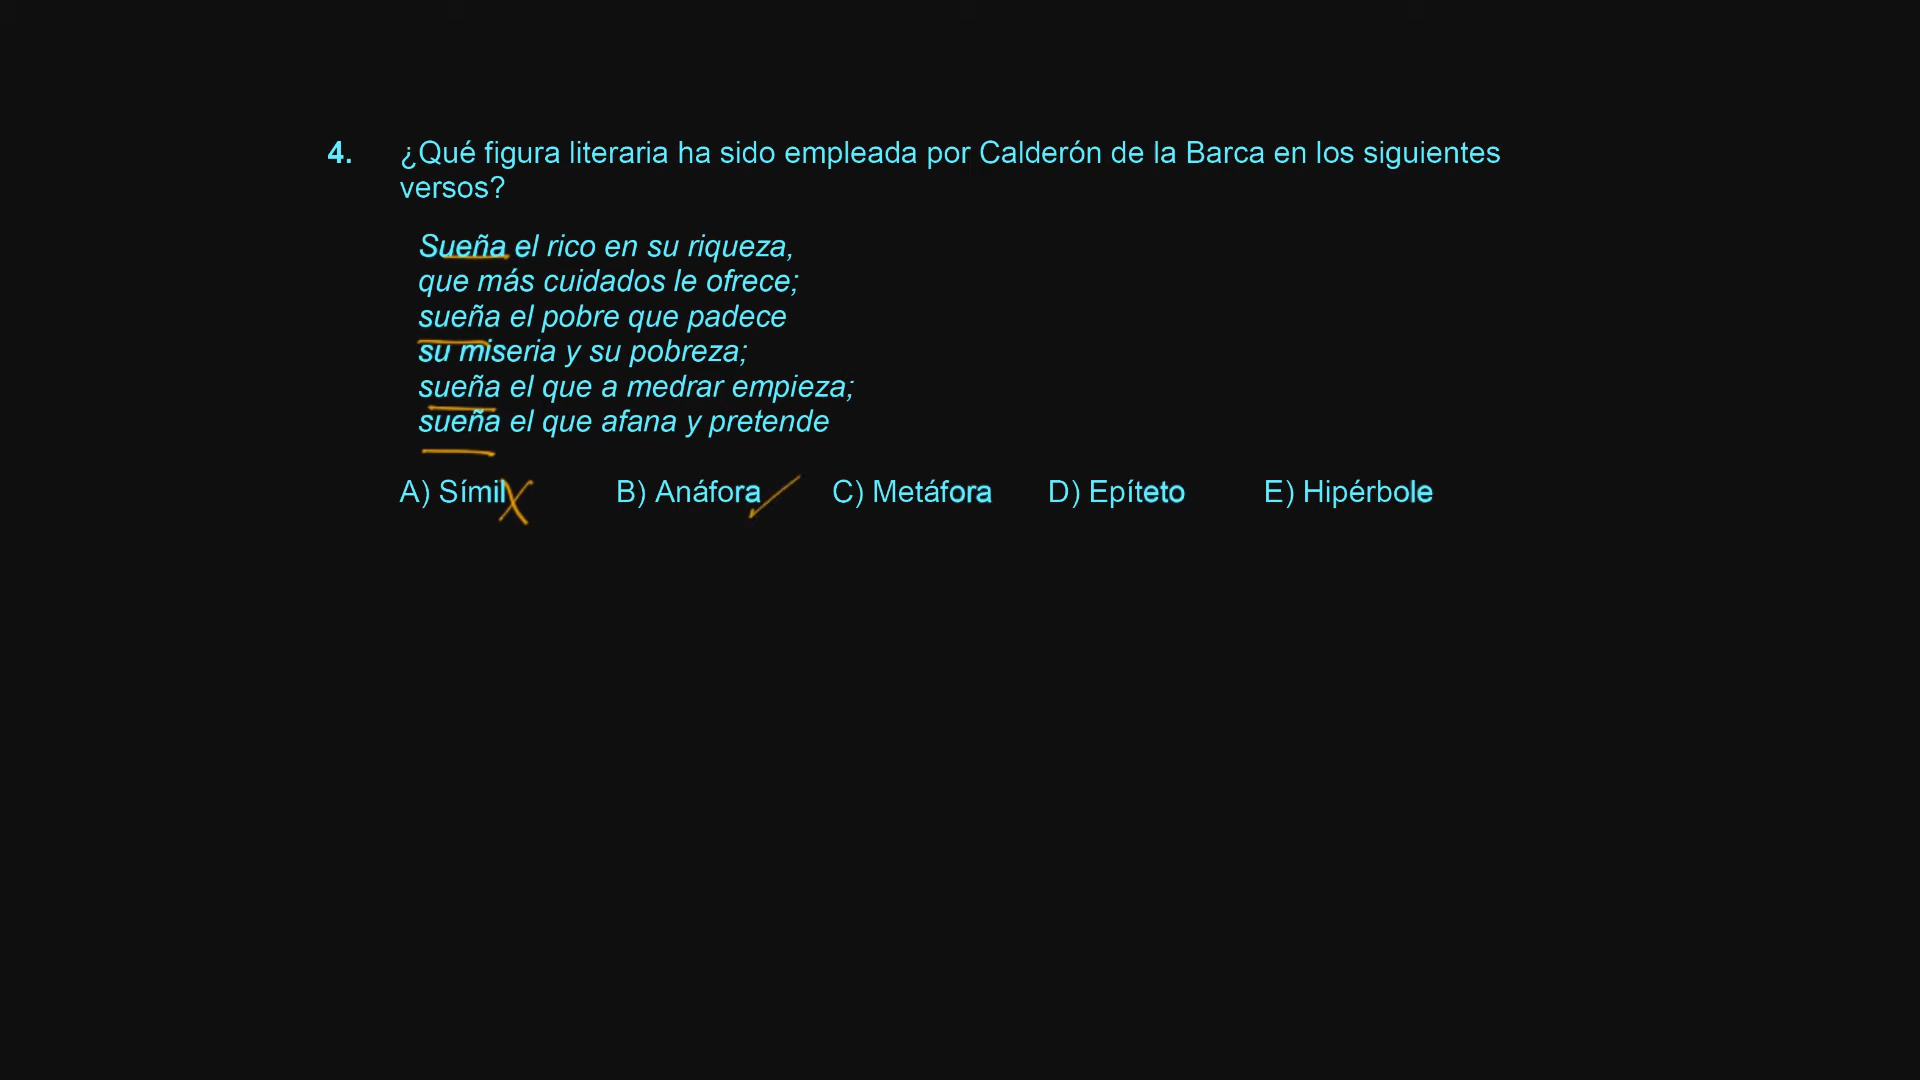 4. ¿Qué figura literaria ha sido empleada por Calderón de la Barca en los siguientes
versos?
Sueña el rico en su riqueza,
que más cuidados le ofrece;
sueña el pobre que padece
su miseria y su pobreza;
sueña el que a medrar empieza;
sueña el que afana y pretende
A) Símil B) Anáfora C) Metáfora D) Epíteto E) Hipérbole